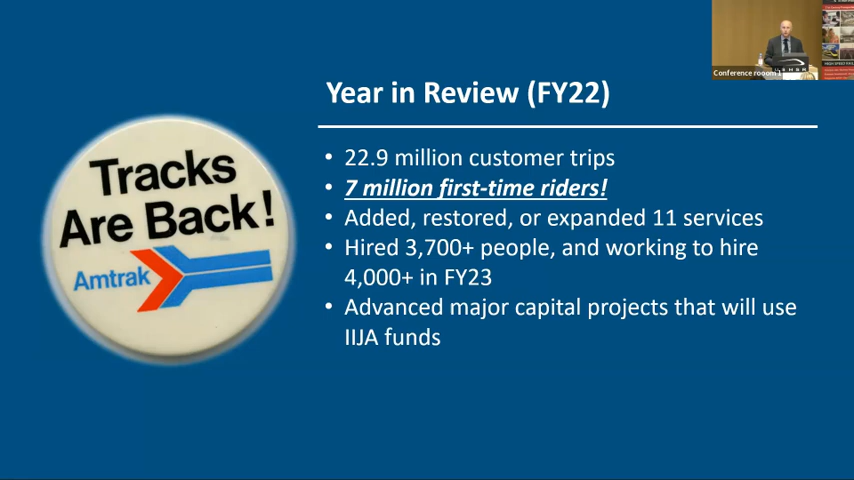 Year in Review (FY22)
• 22.9 million customer trips
• 7 million first-time riders!
• Added, restored, or expanded 11 services
• Hired 3,700+ people, and working to hire
4,000+ in FY23
• Advanced major capital projects that will use
IIJA funds
Tracks
Are Back!
Amtrak
Conference rooom 1